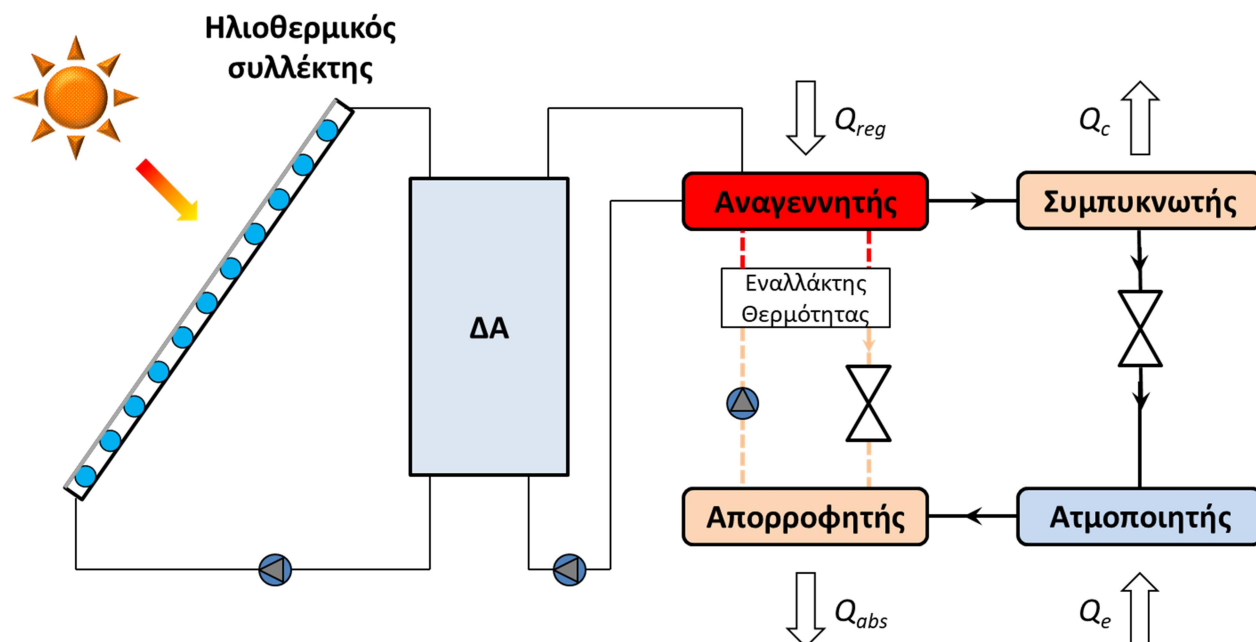 Ηλιοθερμικός
συλλέκτης
Q_reg
Q_c
Αναγεννητής
Συμπυκνωτής
Εναλλάκτης
Θερμότητας
ΔΑ
Απορροφητής
Ατμοποιητής
Q_abs
Q_e